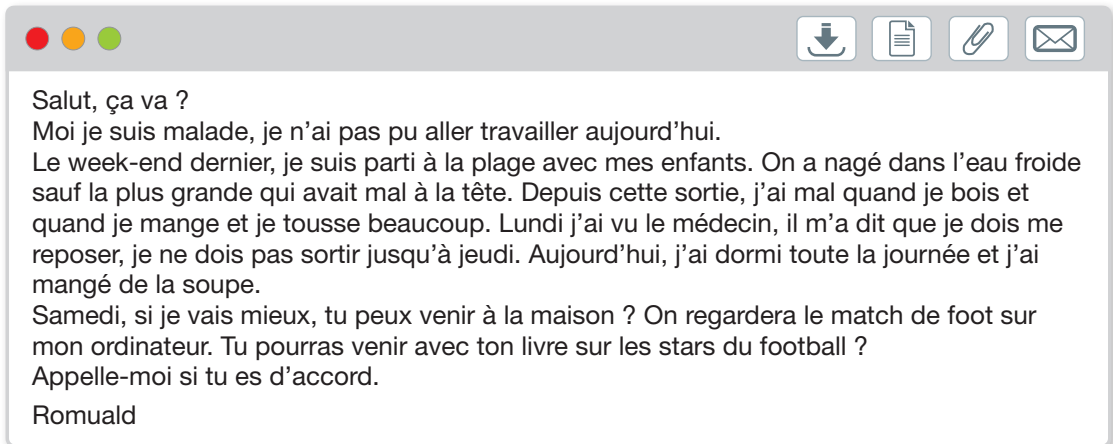 Salut, ça va ?
Moi je suis malade, je n’ai pas pu aller travailler aujourd’hui.
Le week-end dernier, je suis parti à la plage avec mes enfants. On a nagé dans l’eau froide
sauf la plus grande qui avait mal à la tête. Depuis cette sortie, j’ai mal quand je bois et
quand je mange et je tousse beaucoup. Lundi j’ai vu le médecin, il m’a dit que je dois me
reposer, je ne dois pas sortir jusqu’à jeudi. Aujourd’hui, j’ai dormi toute la journée et j’ai
mangé de la soupe.
Samedi, si je vais mieux, tu peux venir à la maison ? On regardera le match de foot sur
mon ordinateur. Tu pourras venir avec ton livre sur les stars du football ?
Appelle-moi si tu es d’accord.
Romuald